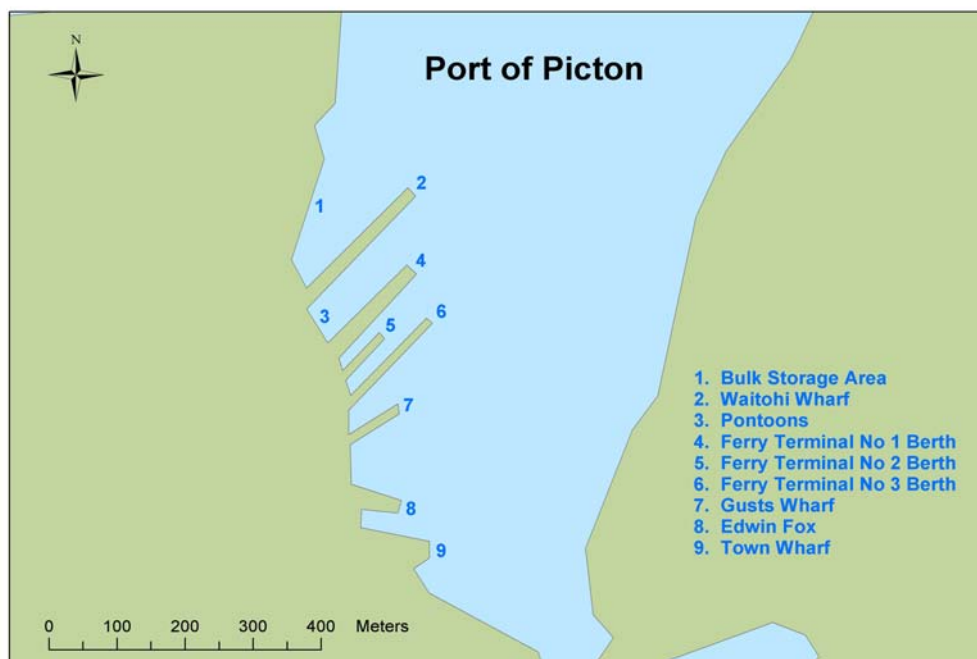 N
Port of Picton
2
1
4
3
5
6
7
8
9
1. Bulk Storage Area
2. Waitohi Wharf
3. Pontoons
4. Ferry Terminal No 1 Berth
5. Ferry Terminal No 2 Berth
6. Ferry Terminal No 3 Berth
7. Gusts Wharf
8. Edwin Fox
9. Town Wharf
0 100 200 300 400 Meters